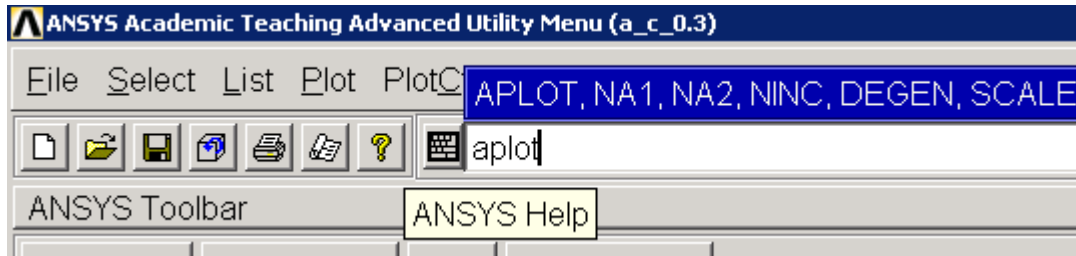 ANSYS Academic Teaching Advanced Utility Menu (a_c_0.3)
File Select List Plot PlotC
APLOT, NA1, NA2, NINC, DEGEN, SCALE
aplot
ANSYS Toolbar
ANSYS Help